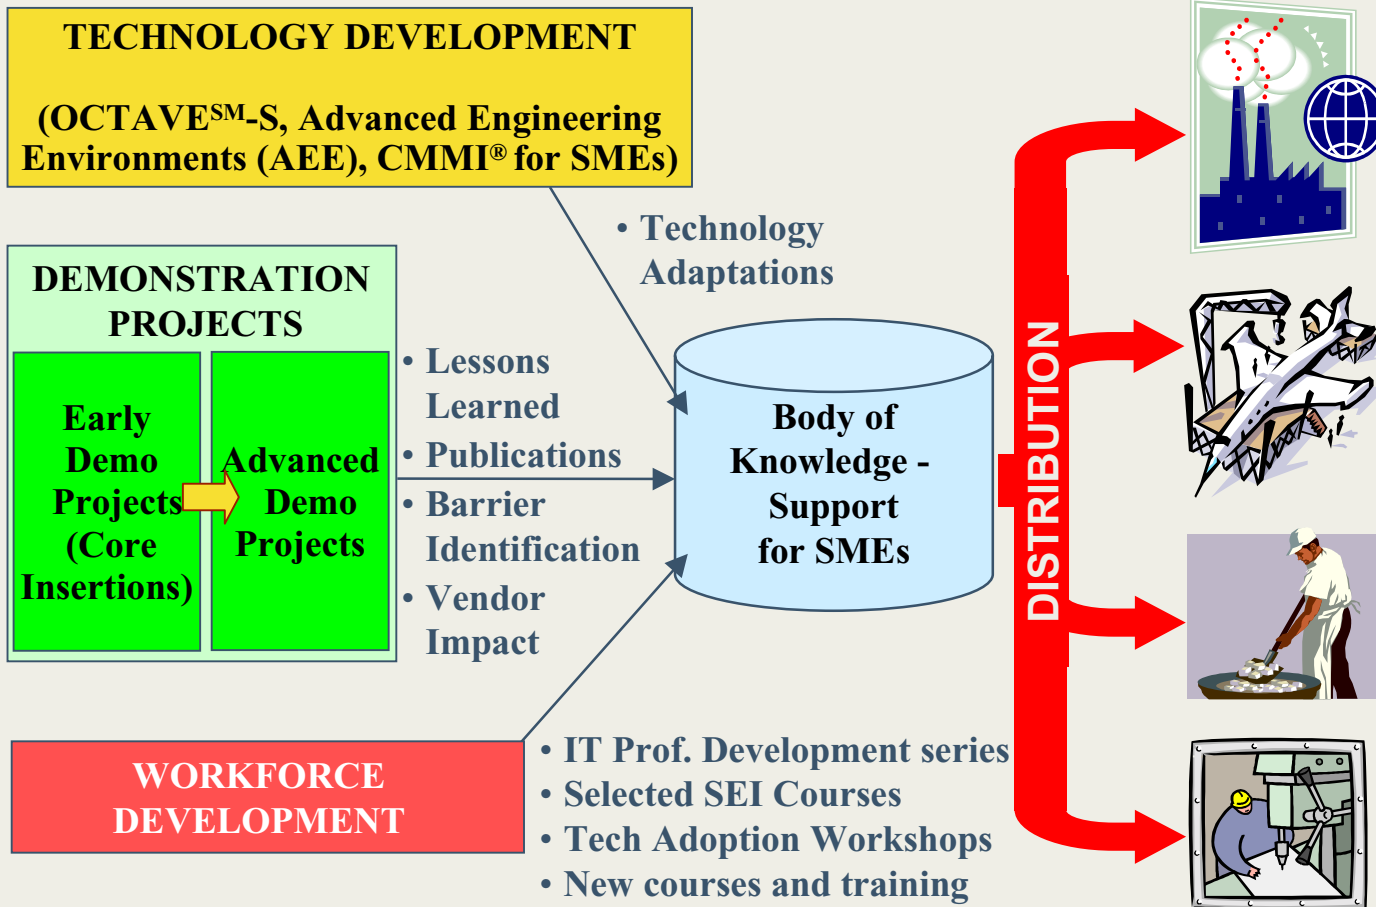 TECHNOLOGY DEVELOPMENT
(OCTAVE℠-S, Advanced Engineering
Environments (AEE), CMMI® for SMEs)
• Technology
Adaptations
DEMONSTRATION
PROJECTS
Early
Demo
Projects
(Core
Insertions)
Advanced
Demo
Projects
• Lessons
Learned
• Publications
• Barrier
Identification
• Vendor
Impact
Body of
Knowledge -
Support
for SMEs
DISTRIBUTION
WORKFORCE
DEVELOPMENT
• IT Prof. Development series
• Selected SEI Courses
• Tech Adoption Workshops
• New courses and training